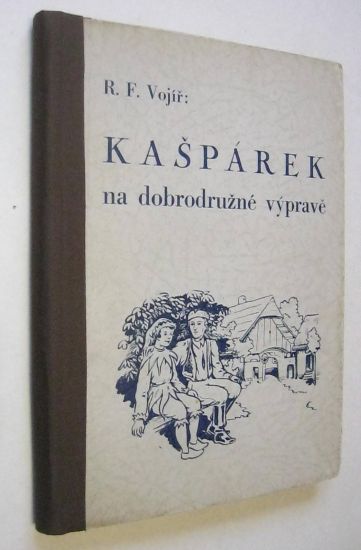 R. F. Vojíř:
KAŠPÁREK
na dobrodružné výpravě